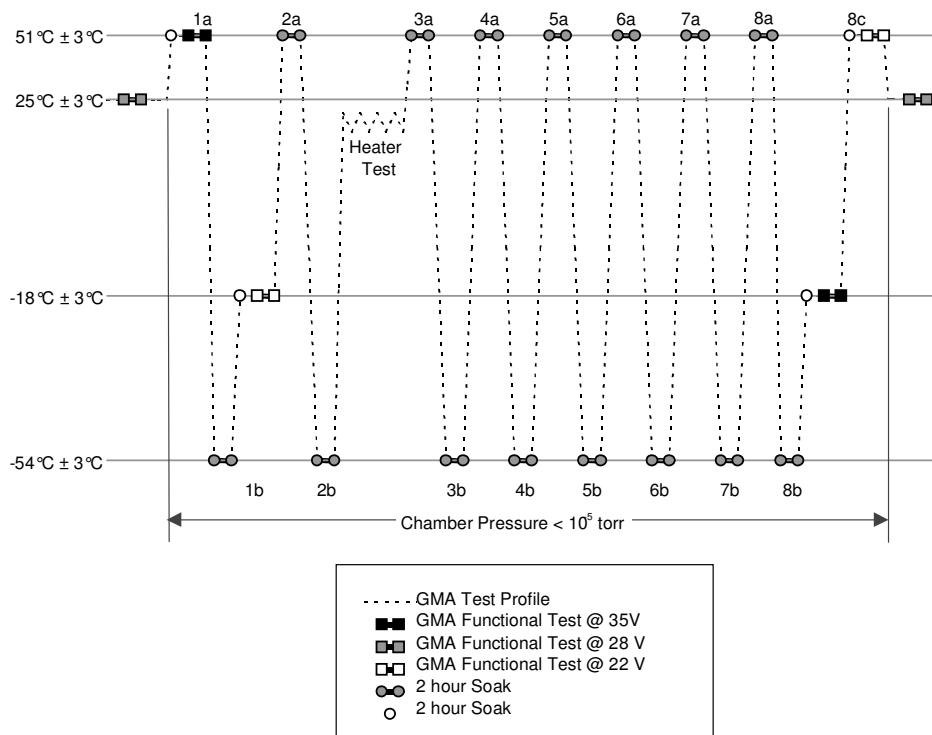 1a 2a 3a 4a 5a 6a 7a 8a 8c
51°C ± 3°C
25°C ± 3°C
Heater
Test
-18°C ± 3°C
-54°C ± 3°C
1b 2b 3b 4b 5b 6b 7b 8b
Chamber Pressure < 10⁵ torr
GMA Test Profile
GMA Functional Test @ 35V
GMA Functional Test @ 28 V
GMA Functional Test @ 22 V
2 hour Soak
2 hour Soak